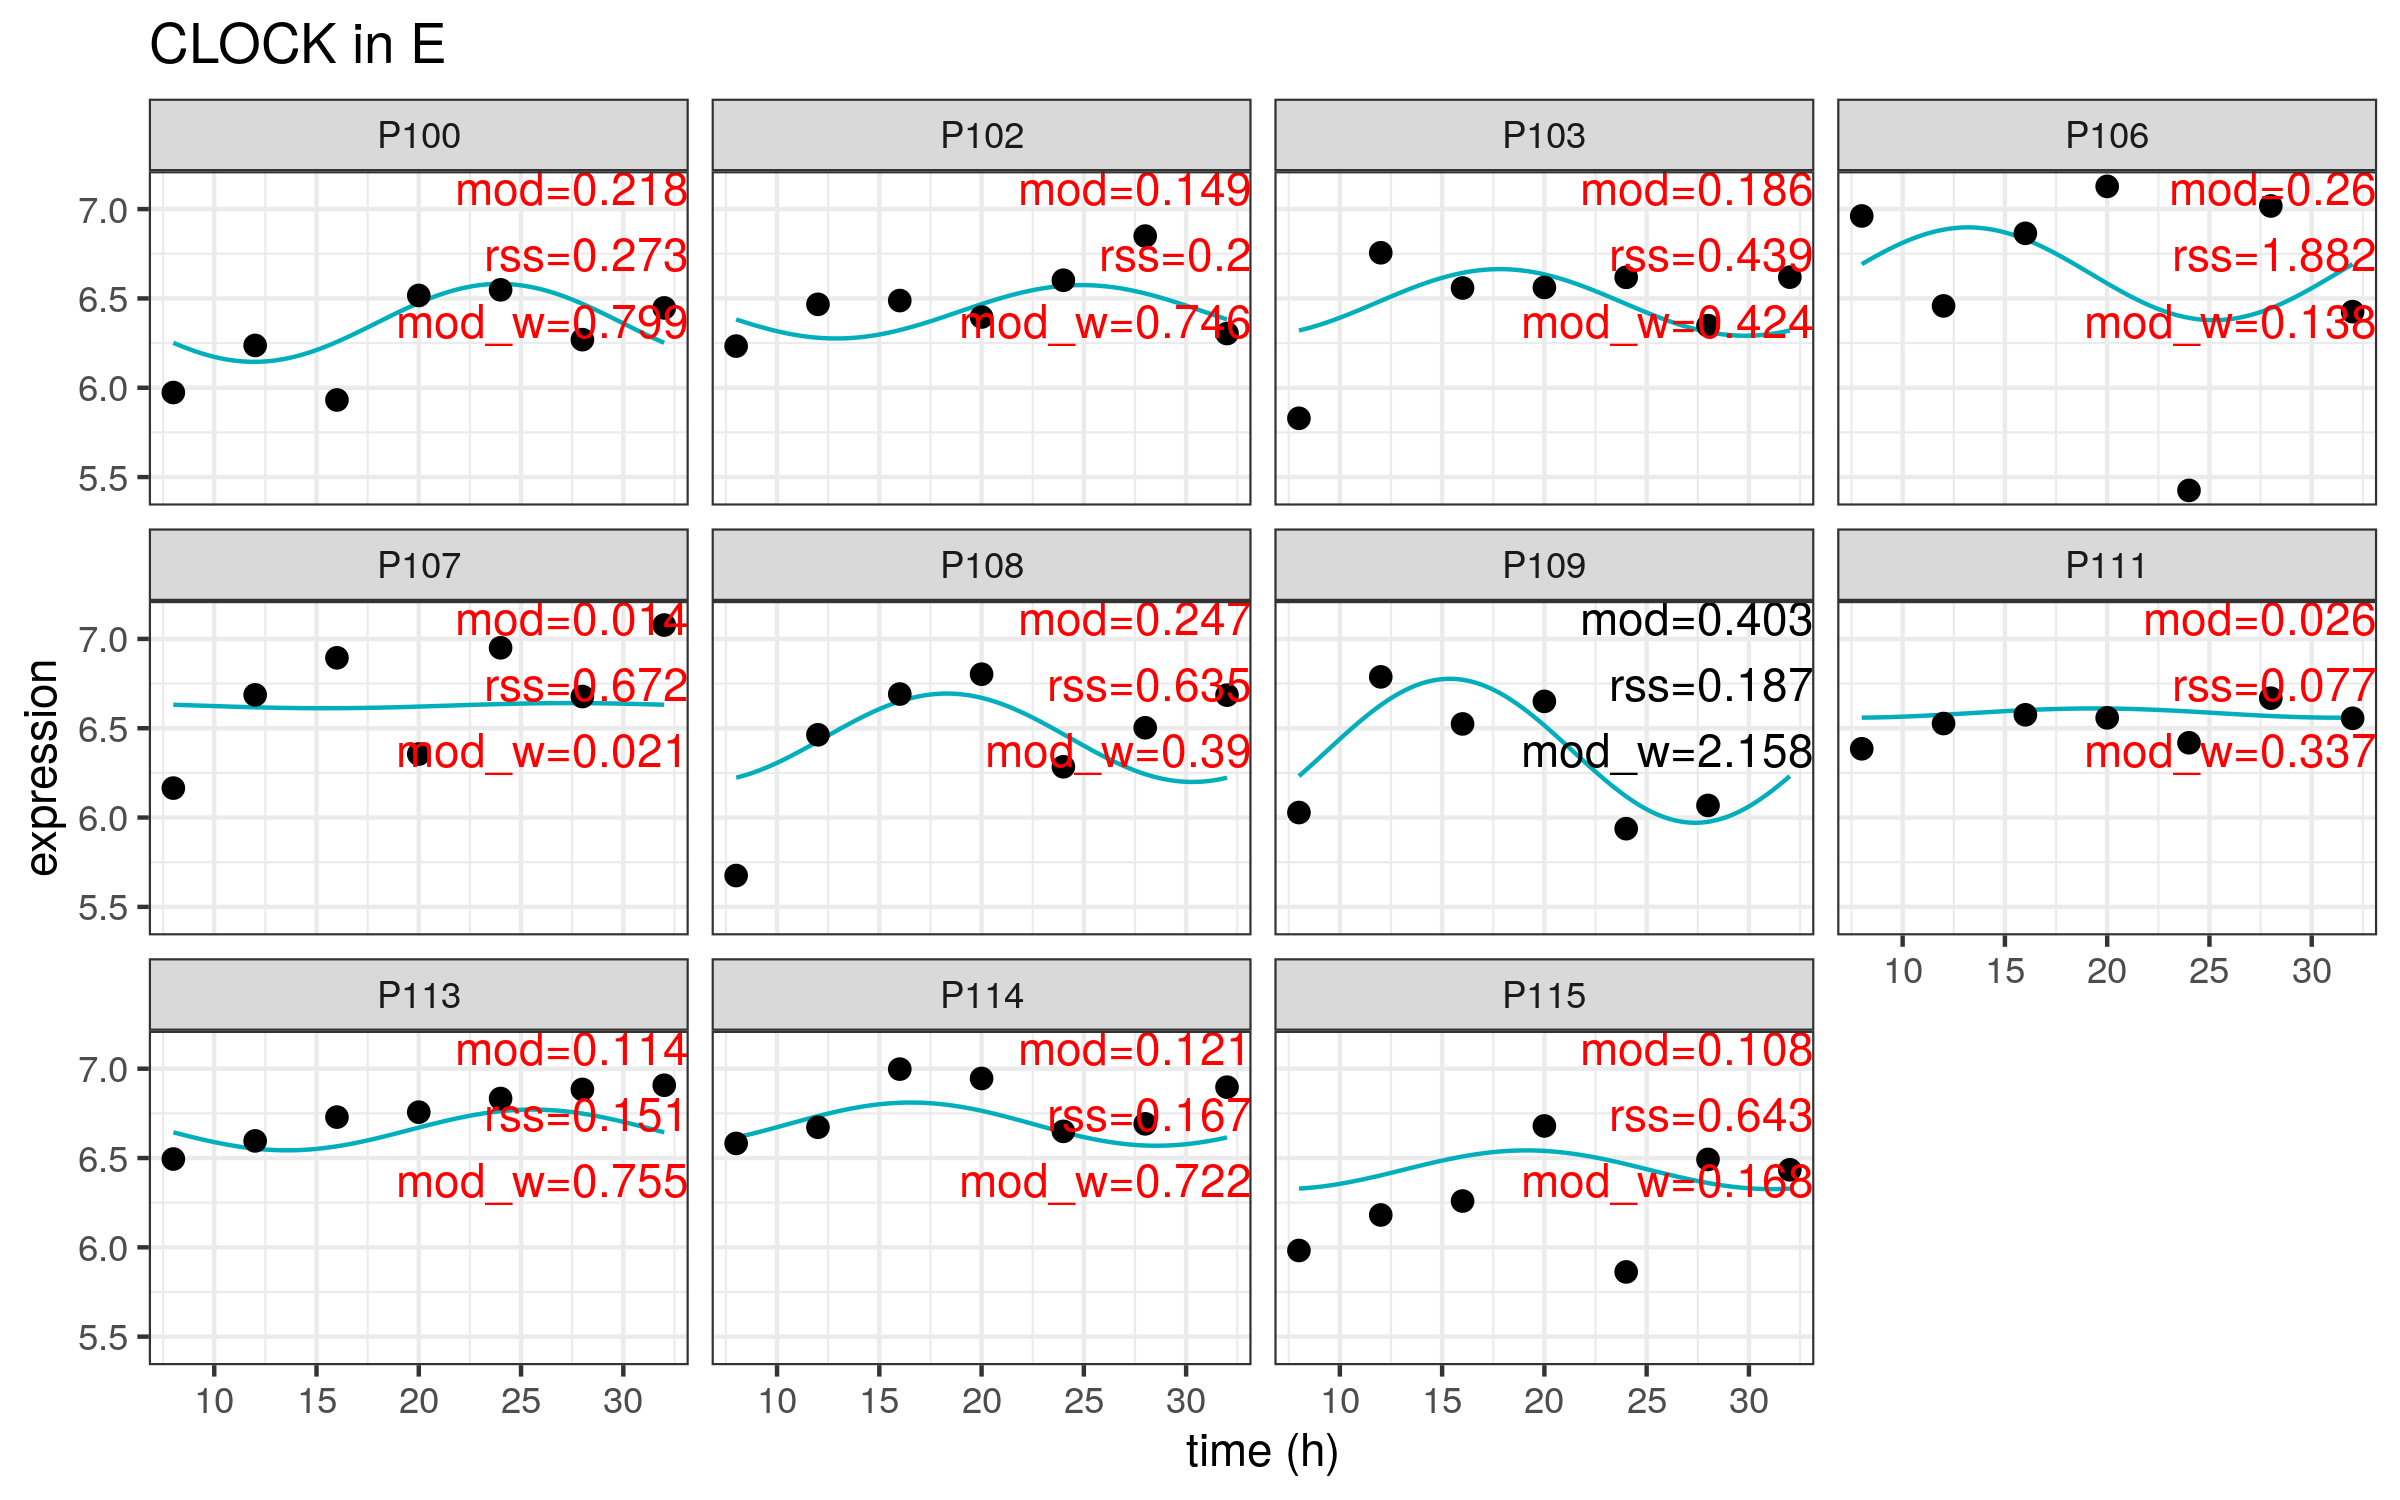 CLOCK in E
P100
P102
P103
P106
mod=0.218
rss=0.273
mod_w=0.799
mod=0.149
rss=0.2
mod_w=0.746
mod=0.186
rss=0.439
mod_w=0.424
mod=0.26
rss=1.882
mod_w=0.138
7.0
6.5
6.0
5.5
P107
P108
P109
P111
mod=0.014
rss=0.672
mod_w=0.021
mod=0.247
rss=0.635
mod_w=0.39
mod=0.403
rss=0.187
mod_w=2.158
mod=0.026
rss=0.077
mod_w=0.337
7.0
6.5
6.0
5.5
expression
10 15 20 25 30
P113
P114
P115
mod=0.114
rss=0.151
mod_w=0.755
mod=0.121
rss=0.167
mod_w=0.722
mod=0.108
rss=0.643
mod_w=0.168
7.0
6.5
6.0
5.5
10 15 20 25 30
10 15 20 25 30
10 15 20 25 30
time (h)